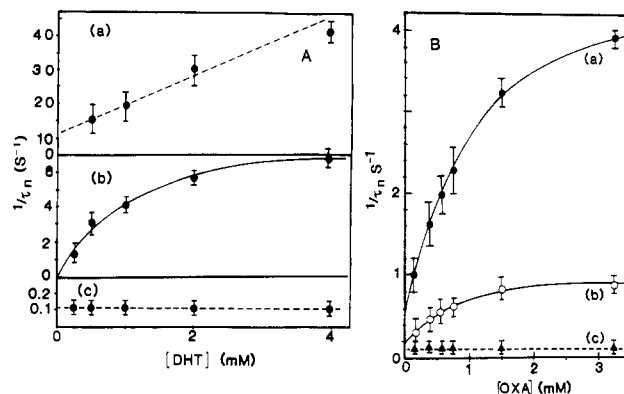 (a)
A
40
30
20
10
0
1/τn (S-1)
(b)
6
4
2
0
(c)
0.2
0.1
0 1 2 3 4
[DHT] (mM)
B
(a)
4
1/τn S-1
2
1
(b)
(c)
0
0 1 2 3
[OXA] (mM)